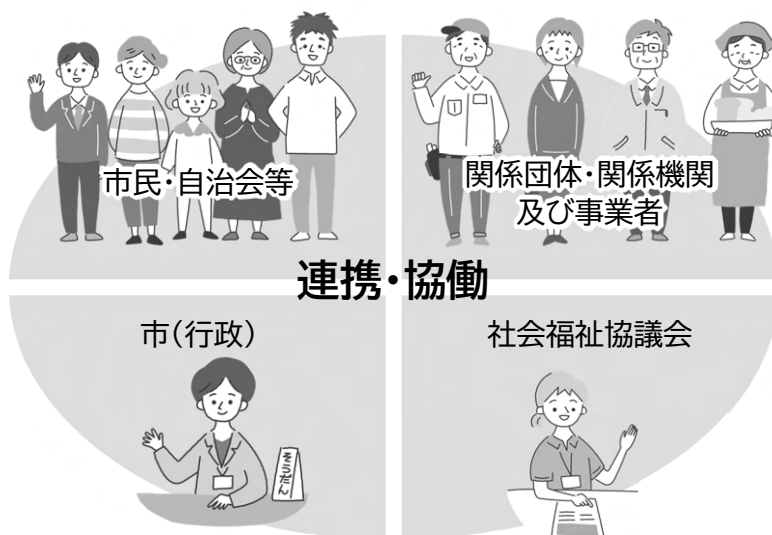 市民・自治会等
関係団体・関係機関
及び事業者
連携・協働
市（行政）
社会福祉協議会
そうだん